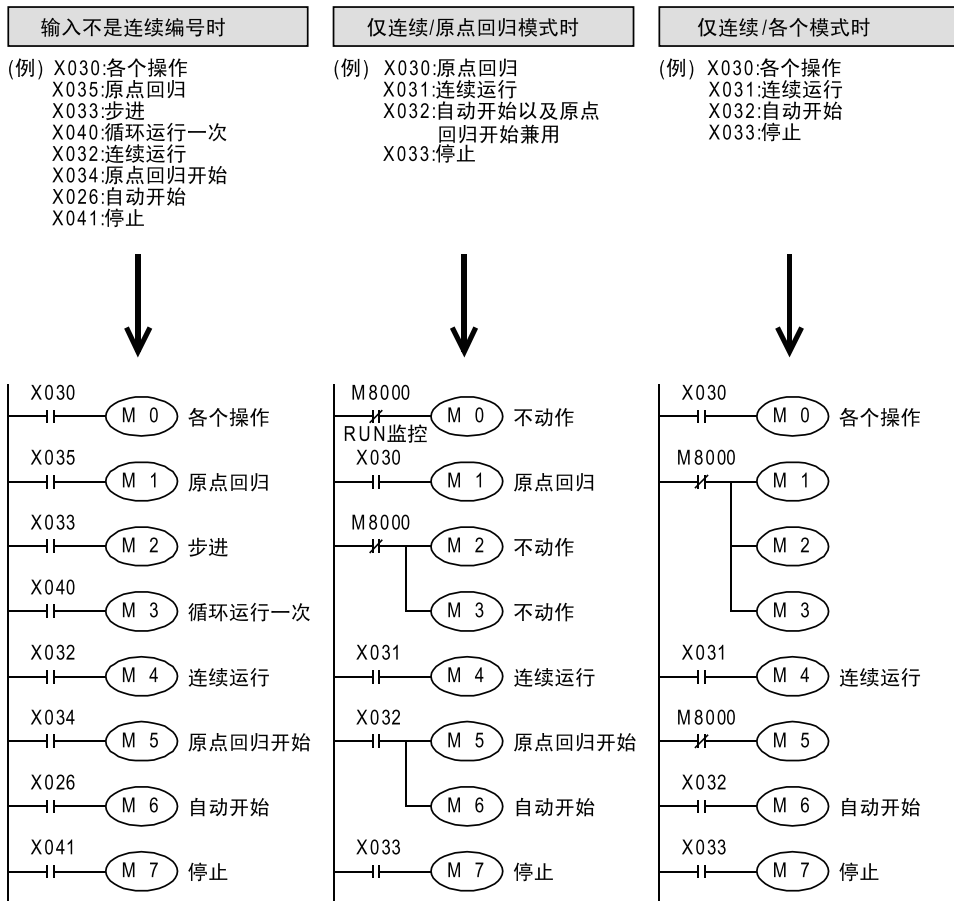 输入不是连续编号时
(例) X030:各个操作
X035:原点回归
X033:步进
X040:循环运行一次
X032:连续运行
X034:原点回归开始
X026:自动开始
X041:停止
X030
M 0 各个操作
X035
M 1 原点回归
X033
M 2 步进
X040
M 3 循环运行一次
X032
M 4 连续运行
X034
M 5 原点回归开始
X026
M 6 自动开始
X041
M 7 停止
仅连续/原点回归模式时
(例) X030:原点回归
X031:连续运行
X032:自动开始以及原点
回归开始兼用
X033:停止
M8000
M 0 不动作
RUN监控
X030
M 1 原点回归
M8000
M 2 不动作
M 3 不动作
X031
M 4 连续运行
X032
M 5 原点回归开始
M 6 自动开始
X033
M 7 停止
仅连续/各个模式时
(例) X030:各个操作
X031:连续运行
X032:自动开始
X033:停止
X030
M 0 各个操作
M8000
M 1
M 2
M 3
X031
M 4 连续运行
M8000
M 5
X032
M 6 自动开始
X033
M 7 停止